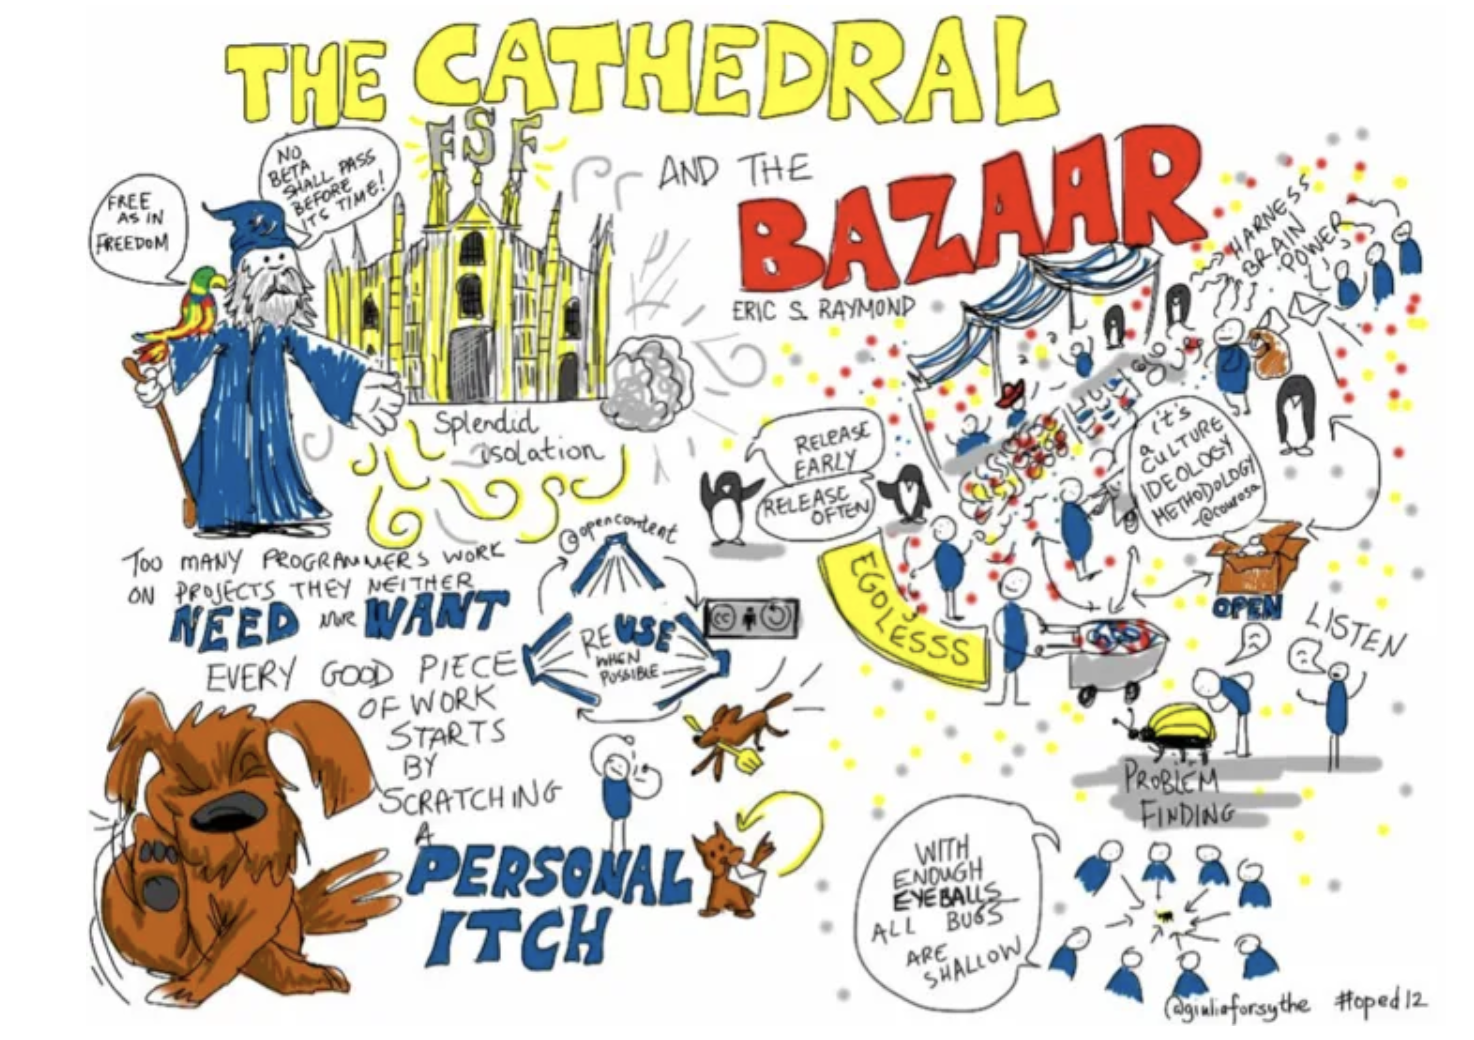 THE CATHEDRAL
FSF
AND THE
BAZAAR
ERIC S. RAYMOND
FREE
AS IN
FREEDOM
NO
BETA
SHALL PASS
BEFORE
ITS TIME!
Splendid
isolation
HARNESS
BRAIN
POWER
RELEASE
EARLY
RELEASE
OFTEN
it's
a
CULTURE
IDEOLOGY
METHODOLOGY
-@courosa
EGOLESSS
OPEN
LISTEN
TOO MANY PROGRAMMERS WORK
ON PROJECTS THEY NEITHER
NEED nor WANT
@opencontent
REUSE
WHEN
POSSIBLE
cc
EVERY GOOD PIECE
OF WORK
STARTS
BY
SCRATCHING
A
PERSONAL
ITCH
PROBLEM
FINDING
WITH
ENOUGH
EYEBALLS
ALL BUGS
ARE
SHALLOW
@giuliaforsythe #oped12